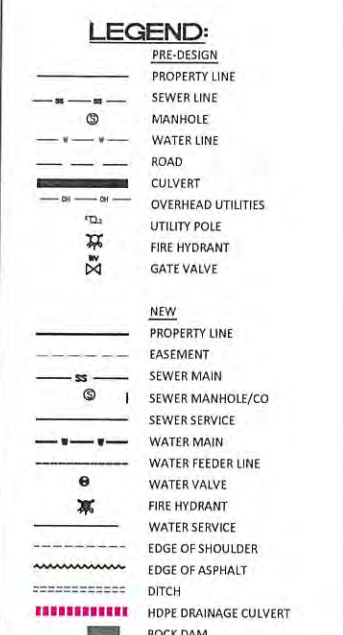 LEGEND:
PRE-DESIGN
PROPERTY LINE
SS SS SEWER LINE
S MANHOLE
W W WATER LINE
ROAD
CULVERT
OH OH OVERHEAD UTILITIES
UTILITY POLE
FIRE HYDRANT
WV GATE VALVE
NEW
PROPERTY LINE
EASEMENT
SS SEWER MAIN
S SEWER MANHOLE/CO
SEWER SERVICE
W W WATER MAIN
WATER FEEDER LINE
WATER VALVE
FIRE HYDRANT
WATER SERVICE
EDGE OF SHOULDER
EDGE OF ASPHALT
DITCH
HDPE DRAINAGE CULVERT
ROCK DAM